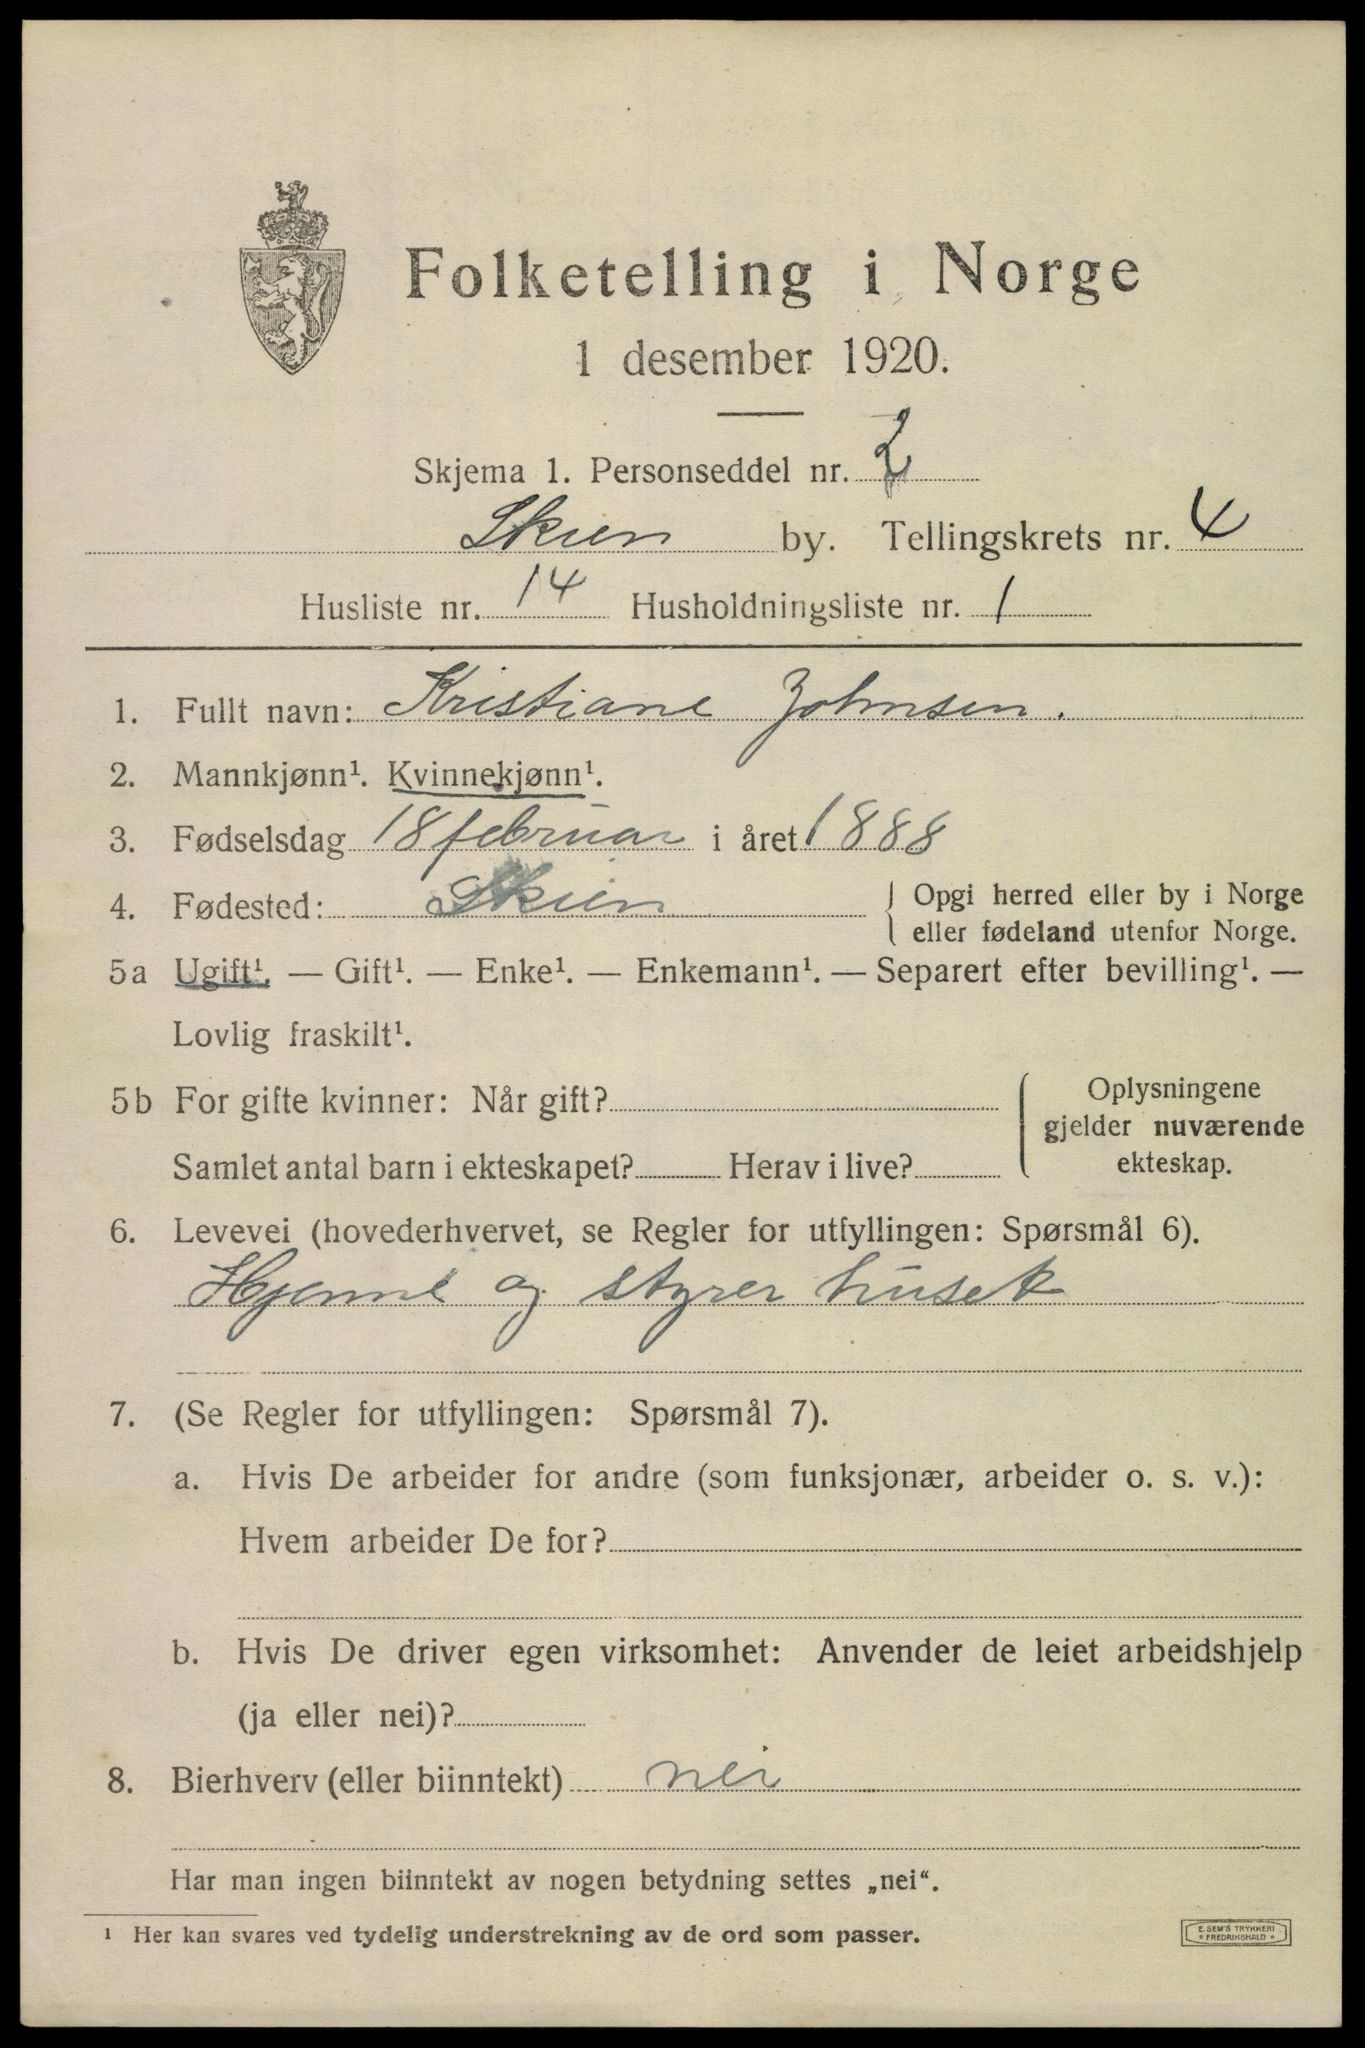 Folketelling i Norge
1 desember 1920.
Skjema 1. Personseddel nr. 2
Skien by. Tellingskrets nr. 4
Husliste nr. 14 Husholdningsliste nr. 1
1. Fullt navn: Kristiane Johnsen.
2. Mannkjønn¹. Kvinnekjønn¹.
3. Fødselsdag 18 februar i året 1888
4. Fødested: Skien { Opgi herred eller by i Norge
eller fødeland utenfor Norge.
5a Ugift¹. — Gift¹. — Enke¹. — Enkemann¹. — Separert efter bevilling¹. —
Lovlig fraskilt¹.
5b For gifte kvinner: Når gift?
Samlet antal barn i ekteskapet? Herav i live?
Oplysningene
gjelder nuværende
ekteskap.
6. Levevei (hovederhvervet, se Regler for utfyllingen: Spørsmål 6).
Hjemme og styrer huset
7. (Se Regler for utfyllingen: Spørsmål 7).
a. Hvis De arbeider for andre (som funksjonær, arbeider o. s. v.):
Hvem arbeider De for?
b. Hvis De driver egen virksomhet: Anvender de leiet arbeidshjelp
(ja eller nei)?
8. Bierhverv (eller biinntekt) nei
Har man ingen biinntekt av nogen betydning settes „nei“.
¹ Her kan svares ved tydelig understrekning av de ord som passer.
E. SEM'S TRYKKERI
* FREDRIKSHALD *